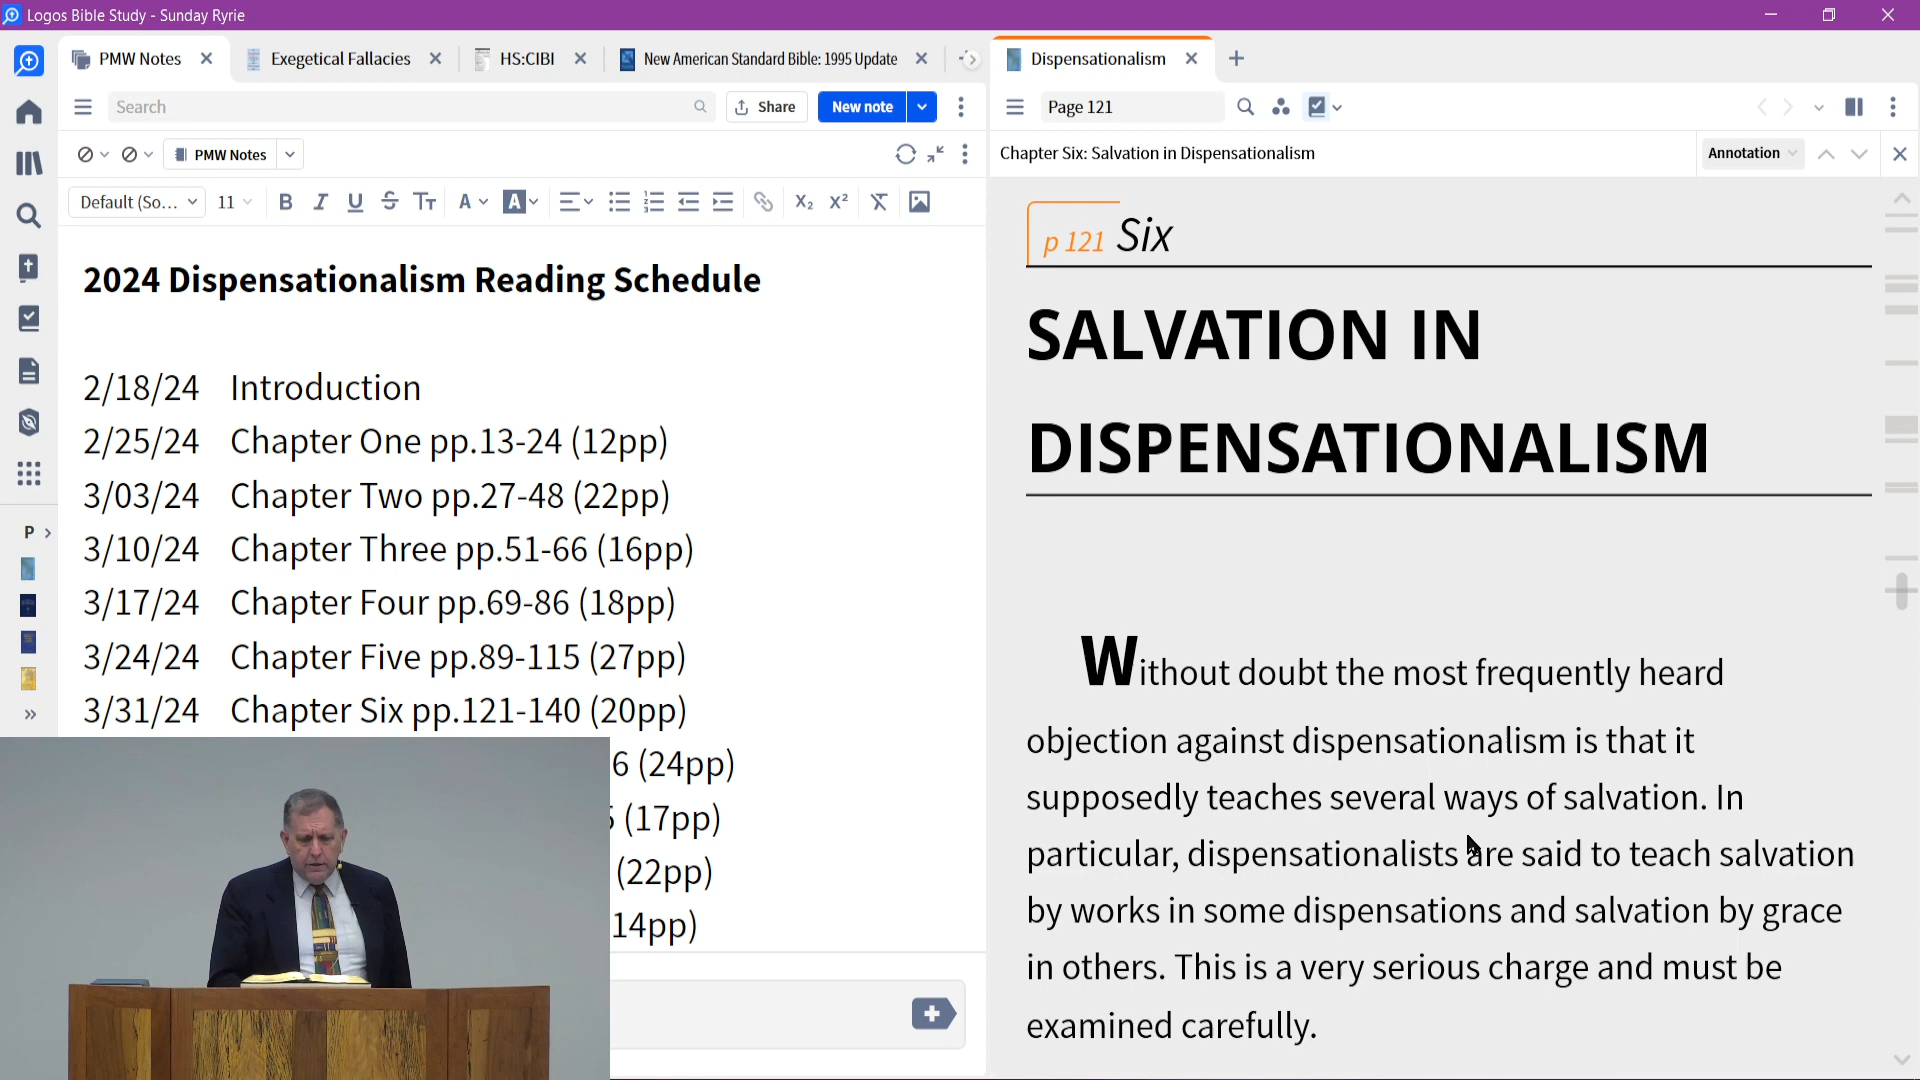 Logos Bible Study - Sunday Ryrie
PMW Notes
Exegetical Fallacies
HS:CIBI
New American Standard Bible: 1995 Update
Dispensationalism
Search
Share
New note
Page 121
PMW Notes
Chapter Six: Salvation in Dispensationalism
Annotation
Default (So...
11
2024 Dispensationalism Reading Schedule
2/18/24 Introduction
2/25/24 Chapter One pp.13-24 (12pp)
3/03/24 Chapter Two pp.27-48 (22pp)
3/10/24 Chapter Three pp.51-66 (16pp)
3/17/24 Chapter Four pp.69-86 (18pp)
3/24/24 Chapter Five pp.89-115 (27pp)
3/31/24 Chapter Six pp.121-140 (20pp)
6 (24pp)
(17pp)
(22pp)
14pp)
P
p 121 Six
SALVATION IN
DISPENSATIONALISM
Without doubt the most frequently heard
objection against dispensationalism is that it
supposedly teaches several ways of salvation. In
particular, dispensationalists are said to teach salvation
by works in some dispensations and salvation by grace
in others. This is a very serious charge and must be
examined carefully.